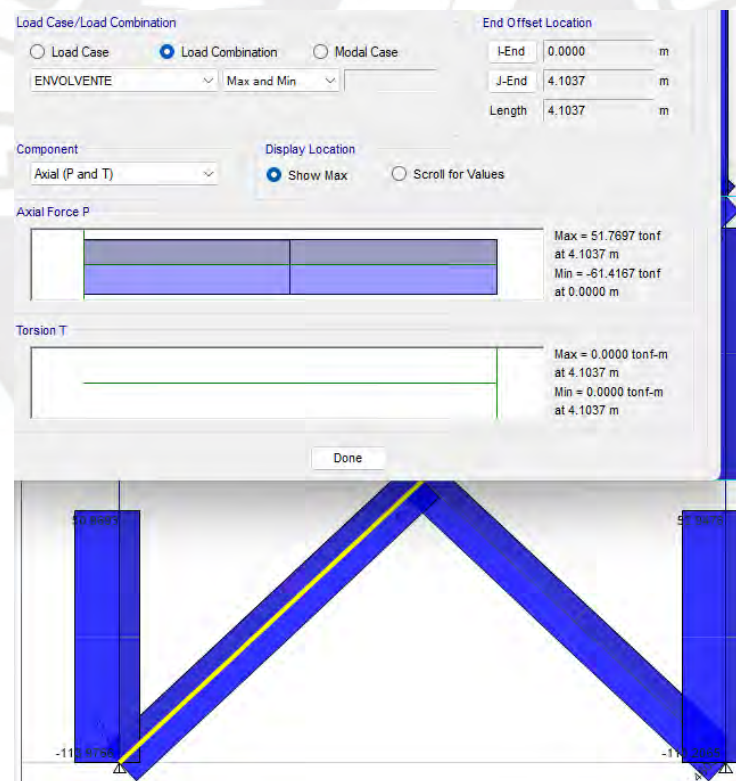 Load Case/Load Combination
End Offset Location
Load Case
Load Combination
Modal Case
I-End 0.0000 m
ENVOLVENTE
Max and Min
J-End 4.1037 m
Length 4.1037 m
Component
Display Location
Axial (P and T)
Show Max
Scroll for Values
Axial Force P
Max = 51.7697 tonf
at 4.1037 m
Min = -61.4167 tonf
at 0.0000 m
Torsion T
Max = 0.0000 tonf-m
at 4.1037 m
Min = 0.0000 tonf-m
at 4.1037 m
Done